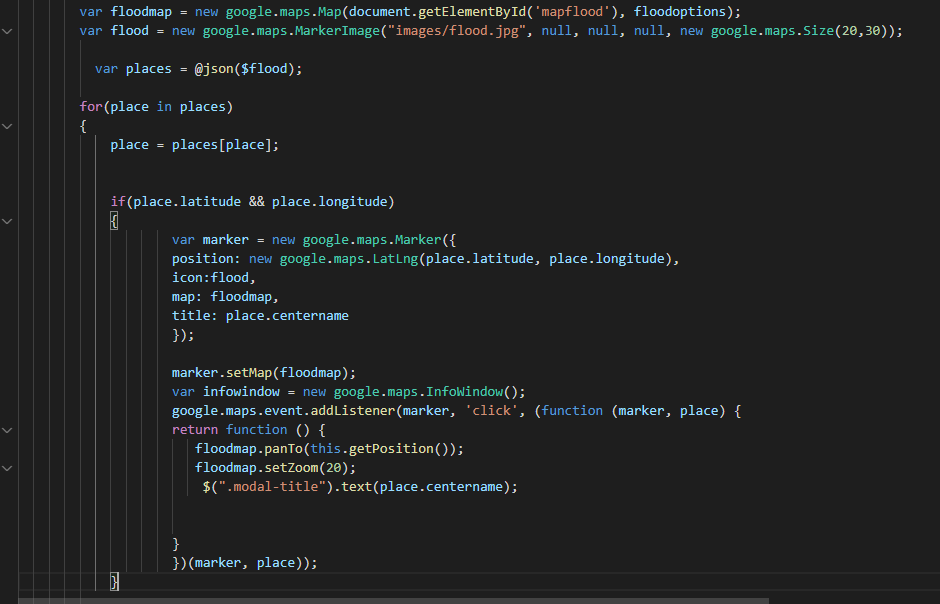 var floodmap = new google.maps.Map(document.getElementById('mapflood'), floodoptions);
var flood = new google.maps.MarkerImage("images/flood.jpg", null, null, null, new google.maps.Size(20,30));
var places = @json($flood);
for(place in places)
{
place = places[place];
if(place.latitude && place.longitude)
{
var marker = new google.maps.Marker({
position: new google.maps.LatLng(place.latitude, place.longitude),
icon:flood,
map: floodmap,
title: place.centername
});
marker.setMap(floodmap);
var infowindow = new google.maps.InfoWindow();
google.maps.event.addListener(marker, 'click', (function (marker, place) {
return function () {
floodmap.panTo(this.getPosition());
floodmap.setZoom(20);
$(".modal-title").text(place.centername);
}
})(marker, place));
}